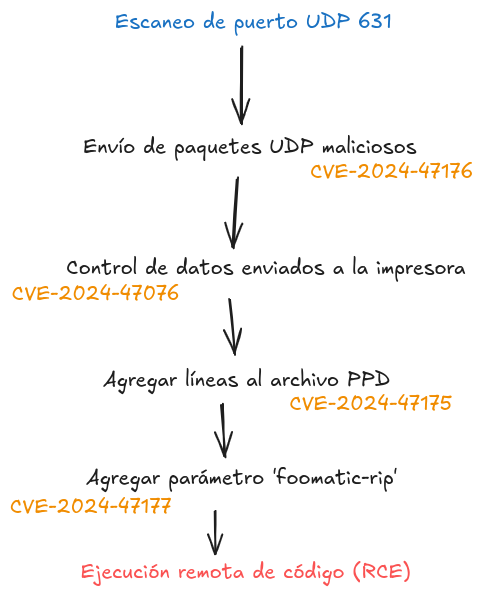 Escaneo de puerto UDP 631
Envío de paquetes UDP maliciosos
CVE-2024-47176
Control de datos enviados a la impresora
CVE-2024-47076
Agregar líneas al archivo PPD
CVE-2024-47175
Agregar parámetro 'foomatic-rip'
CVE-2024-47177
Ejecución remota de código (RCE)